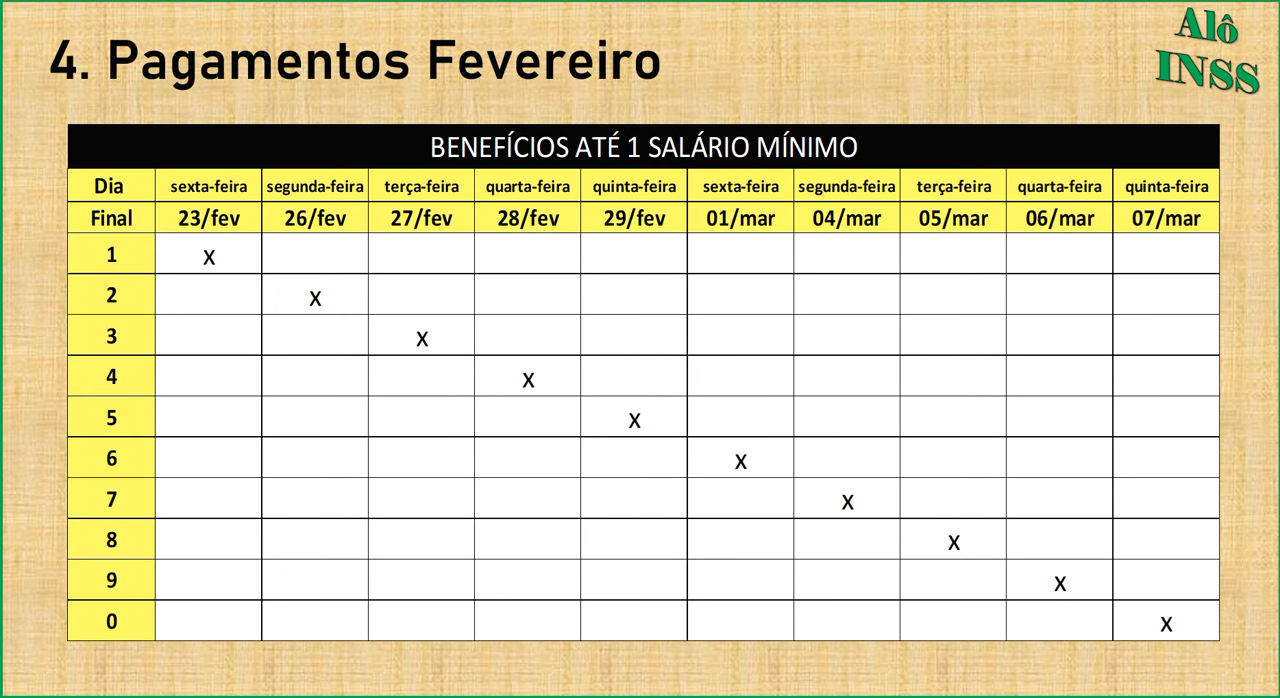 4. Pagamentos Fevereiro
Alô
INSS
BENEFÍCIOS ATÉ 1 SALÁRIO MÍNIMO
Dia sexta-feira segunda-feira terça-feira quarta-feira quinta-feira sexta-feira segunda-feira terça-feira quarta-feira quinta-feira
Final 23/fev 26/fev 27/fev 28/fev 29/fev 01/mar 04/mar 05/mar 06/mar 07/mar
1 X
2 X
3 X
4 X
5 X
6 X
7 X
8 X
9 X
0 X